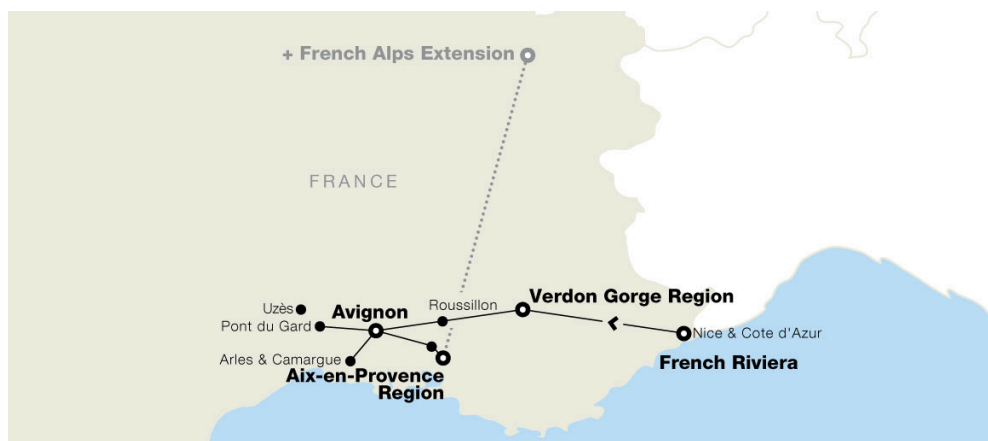 + French Alps Extension
FRANCE
Verdon Gorge Region
Roussillon
Uzès
Avignon
Pont du Gard
Nice & Cote d'Azur
Arles & Camargue
French Riviera
Aix-en-Provence
Region